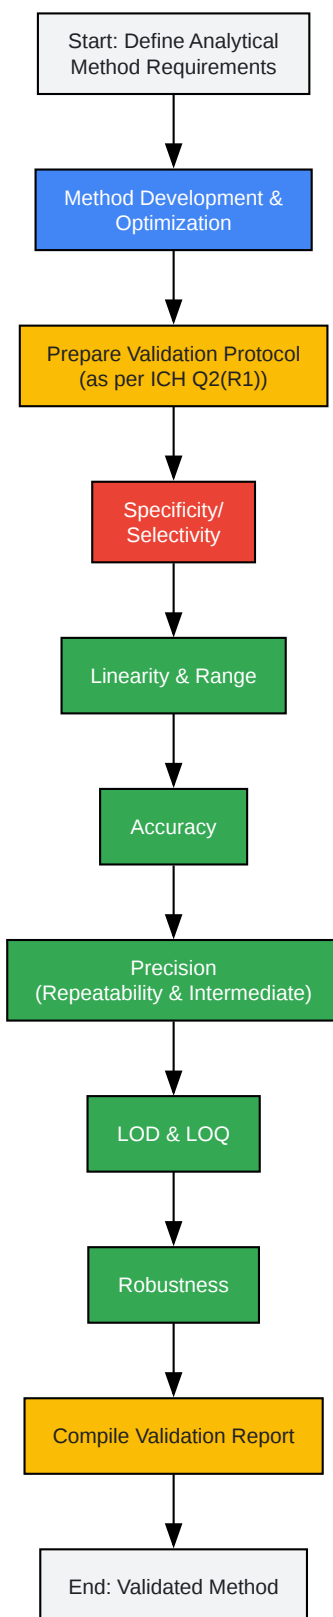 Start: Define Analytical
Method Requirements
Method Development &
Optimization
Prepare Validation Protocol
(as per ICH Q2(R1))
Specificity/
Selectivity
Linearity & Range
Accuracy
Precision
(Repeatability & Intermediate)
LOD & LOQ
Robustness
Compile Validation Report
End: Validated Method